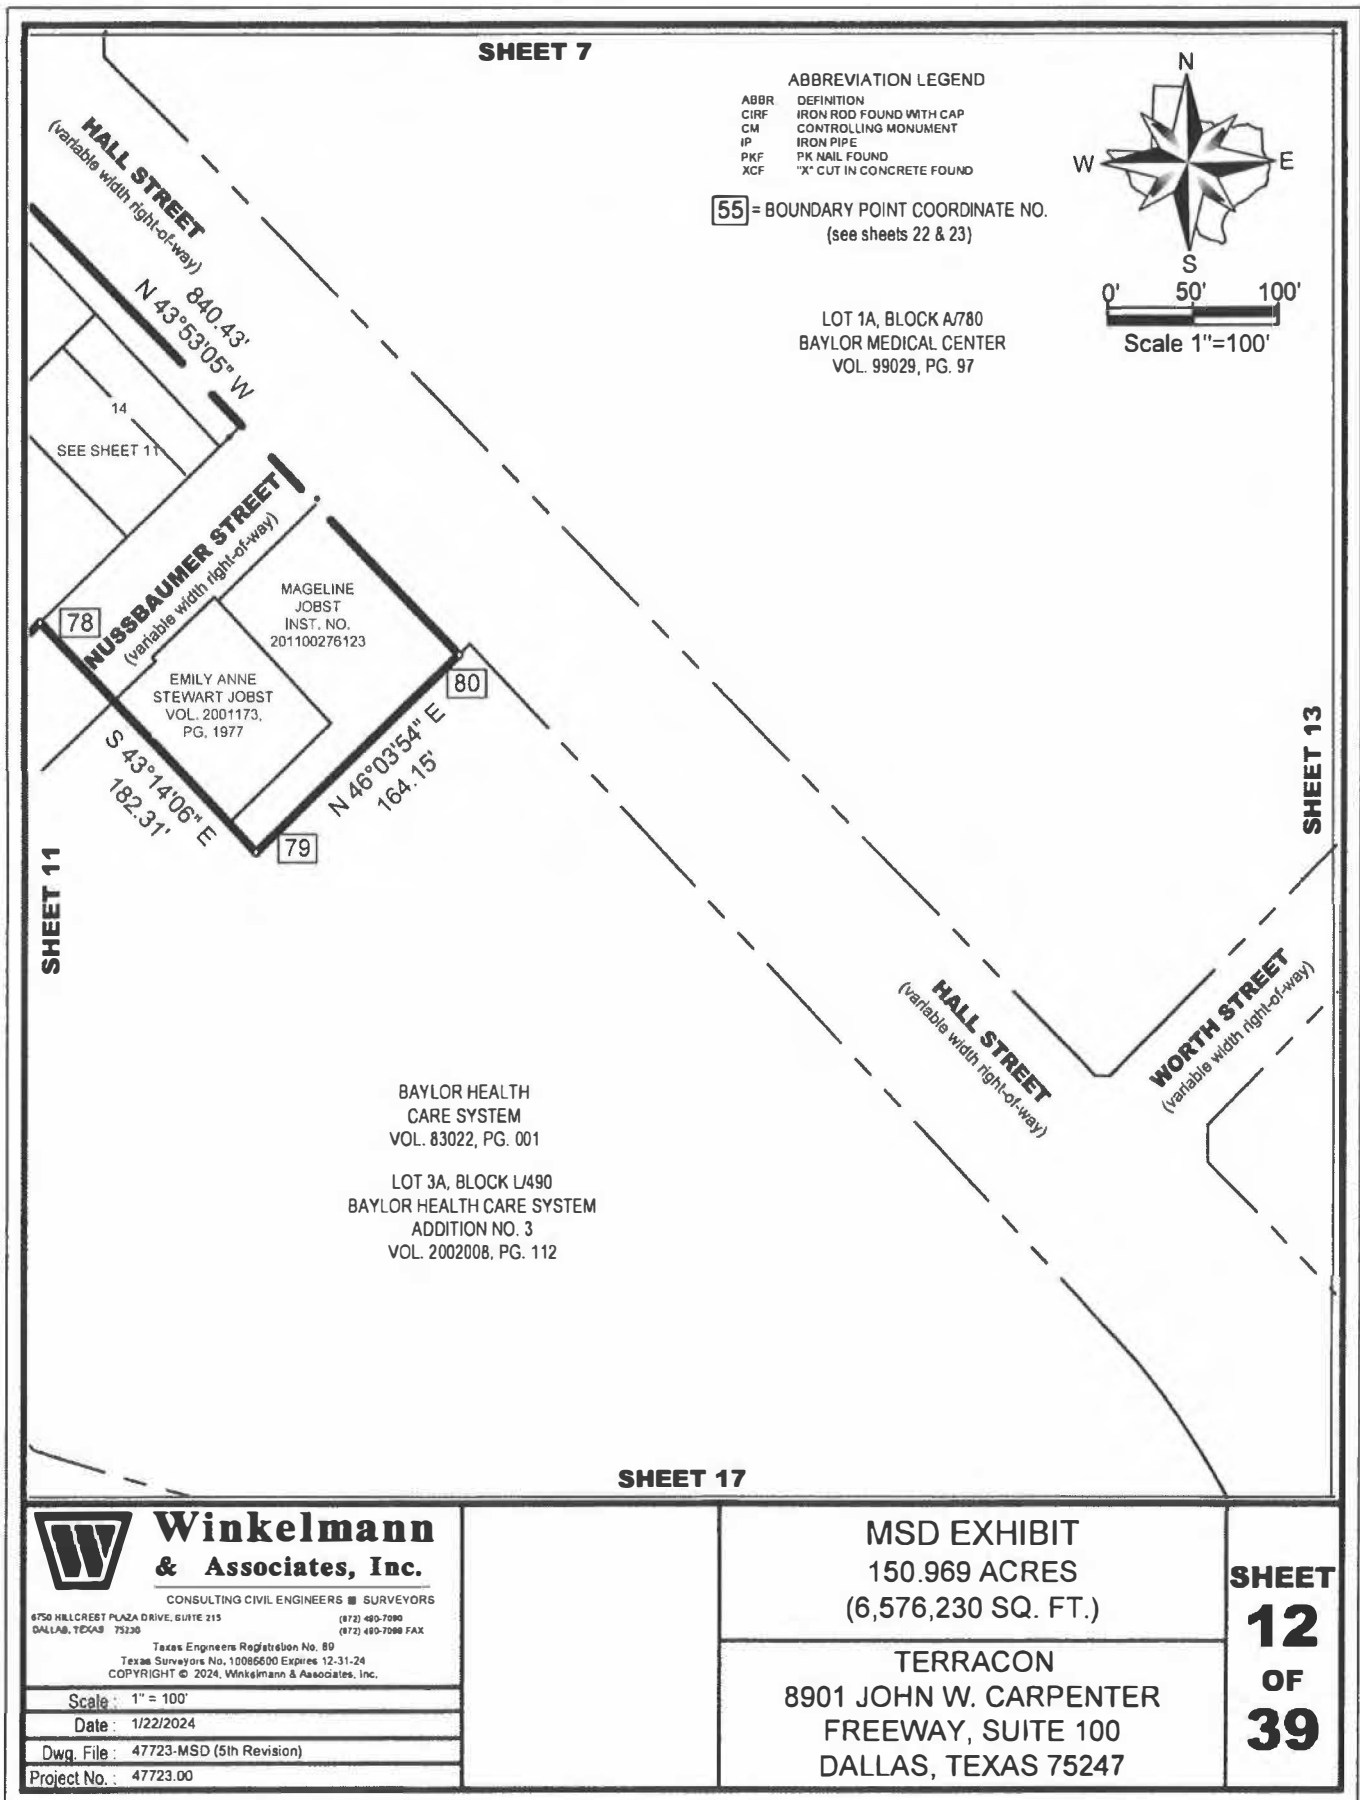 SHEET 7
ABBREVIATION LEGEND
ABBR. DEFINITION
CIRF IRON ROD FOUND WITH CAP
CM CONTROLLING MONUMENT
IP IRON PIPE
PKF PK NAIL FOUND
XCF "X" CUT IN CONCRETE FOUND
55 = BOUNDARY POINT COORDINATE NO.
(see sheets 22 & 23)
N
W
E
S
0' 50' 100'
Scale 1"=100'
LOT 1A, BLOCK A/780
BAYLOR MEDICAL CENTER
VOL. 99029, PG. 97
HALL STREET
(variable width right-of-way)
840.43'
N 43°53'05" W
14
SEE SHEET 11
NUSSBAUMER STREET
(variable width right-of-way)
MAGELINE
JOBST
INST. NO.
201100276123
78
EMILY ANNE
STEWART JOBST
VOL. 2001173,
PG. 1977
80
S 43°14'06" E
182.31'
N 46°03'54" E
164.15'
79
SHEET 11
SHEET 13
HALL STREET
(variable width right-of-way)
WORTH STREET
(variable width right-of-way)
BAYLOR HEALTH
CARE SYSTEM
VOL. 83022, PG. 001
LOT 3A, BLOCK L/490
BAYLOR HEALTH CARE SYSTEM
ADDITION NO. 3
VOL. 2002008, PG. 112
SHEET 17
W
Winkelmann
& Associates, Inc.
CONSULTING CIVIL ENGINEERS ■ SURVEYORS
6750 HILLCREST PLAZA DRIVE, SUITE 215 (972) 490-7090
DALLAS, TEXAS 75230 (972) 490-7099 FAX
Texas Engineers Registration No. 89
Texas Surveyors No. 10086600 Expires 12-31-24
COPYRIGHT © 2024, Winkelmann & Associates, Inc.
Scale : 1" = 100'
Date : 1/22/2024
Dwg. File : 47723-MSD (5th Revision)
Project No. : 47723.00
MSD EXHIBIT
150.969 ACRES
(6,576,230 SQ. FT.)
TERRACON
8901 JOHN W. CARPENTER
FREEWAY, SUITE 100
DALLAS, TEXAS 75247
SHEET
12
OF
39